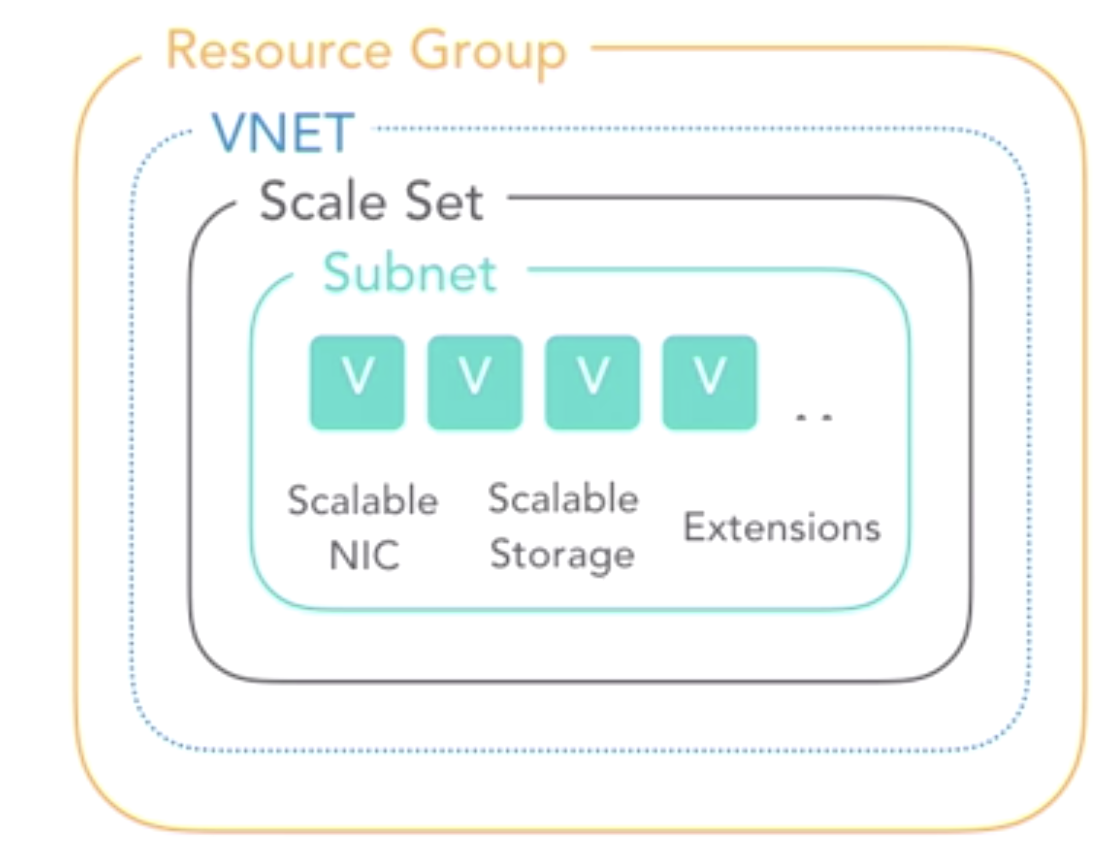 Resource Group
VNET
Scale Set
Subnet
V V V V ..
Scalable NIC
Scalable Storage
Extensions